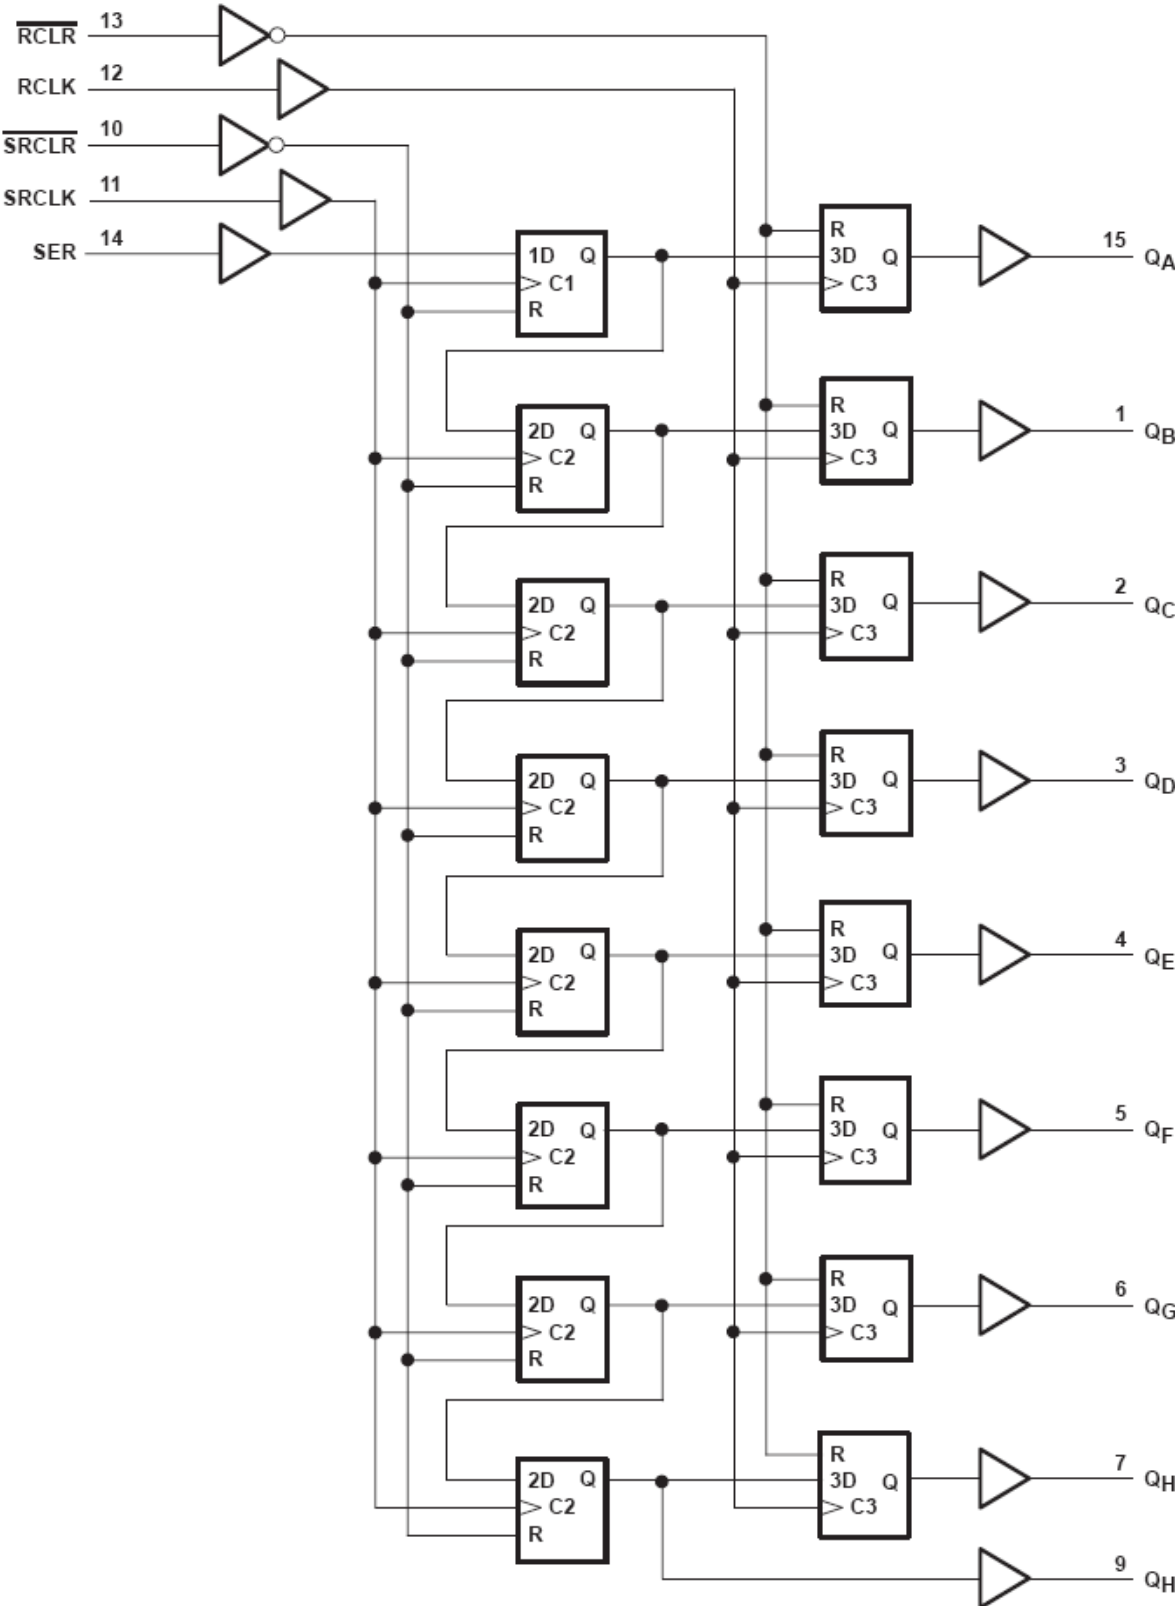 RCLR 13
RCLK 12
SRCLR 10
SRCLK 11
SER 14
1D Q
C1
R
R
3D Q
C3
15 QA
2D Q
C2
R
R
3D Q
C3
1 QB
2D Q
C2
R
R
3D Q
C3
2 QC
2D Q
C2
R
R
3D Q
C3
3 QD
2D Q
C2
R
R
3D Q
C3
4 QE
2D Q
C2
R
R
3D Q
C3
5 QF
2D Q
C2
R
R
3D Q
C3
6 QG
2D Q
C2
R
R
3D Q
C3
7 QH
9 QH